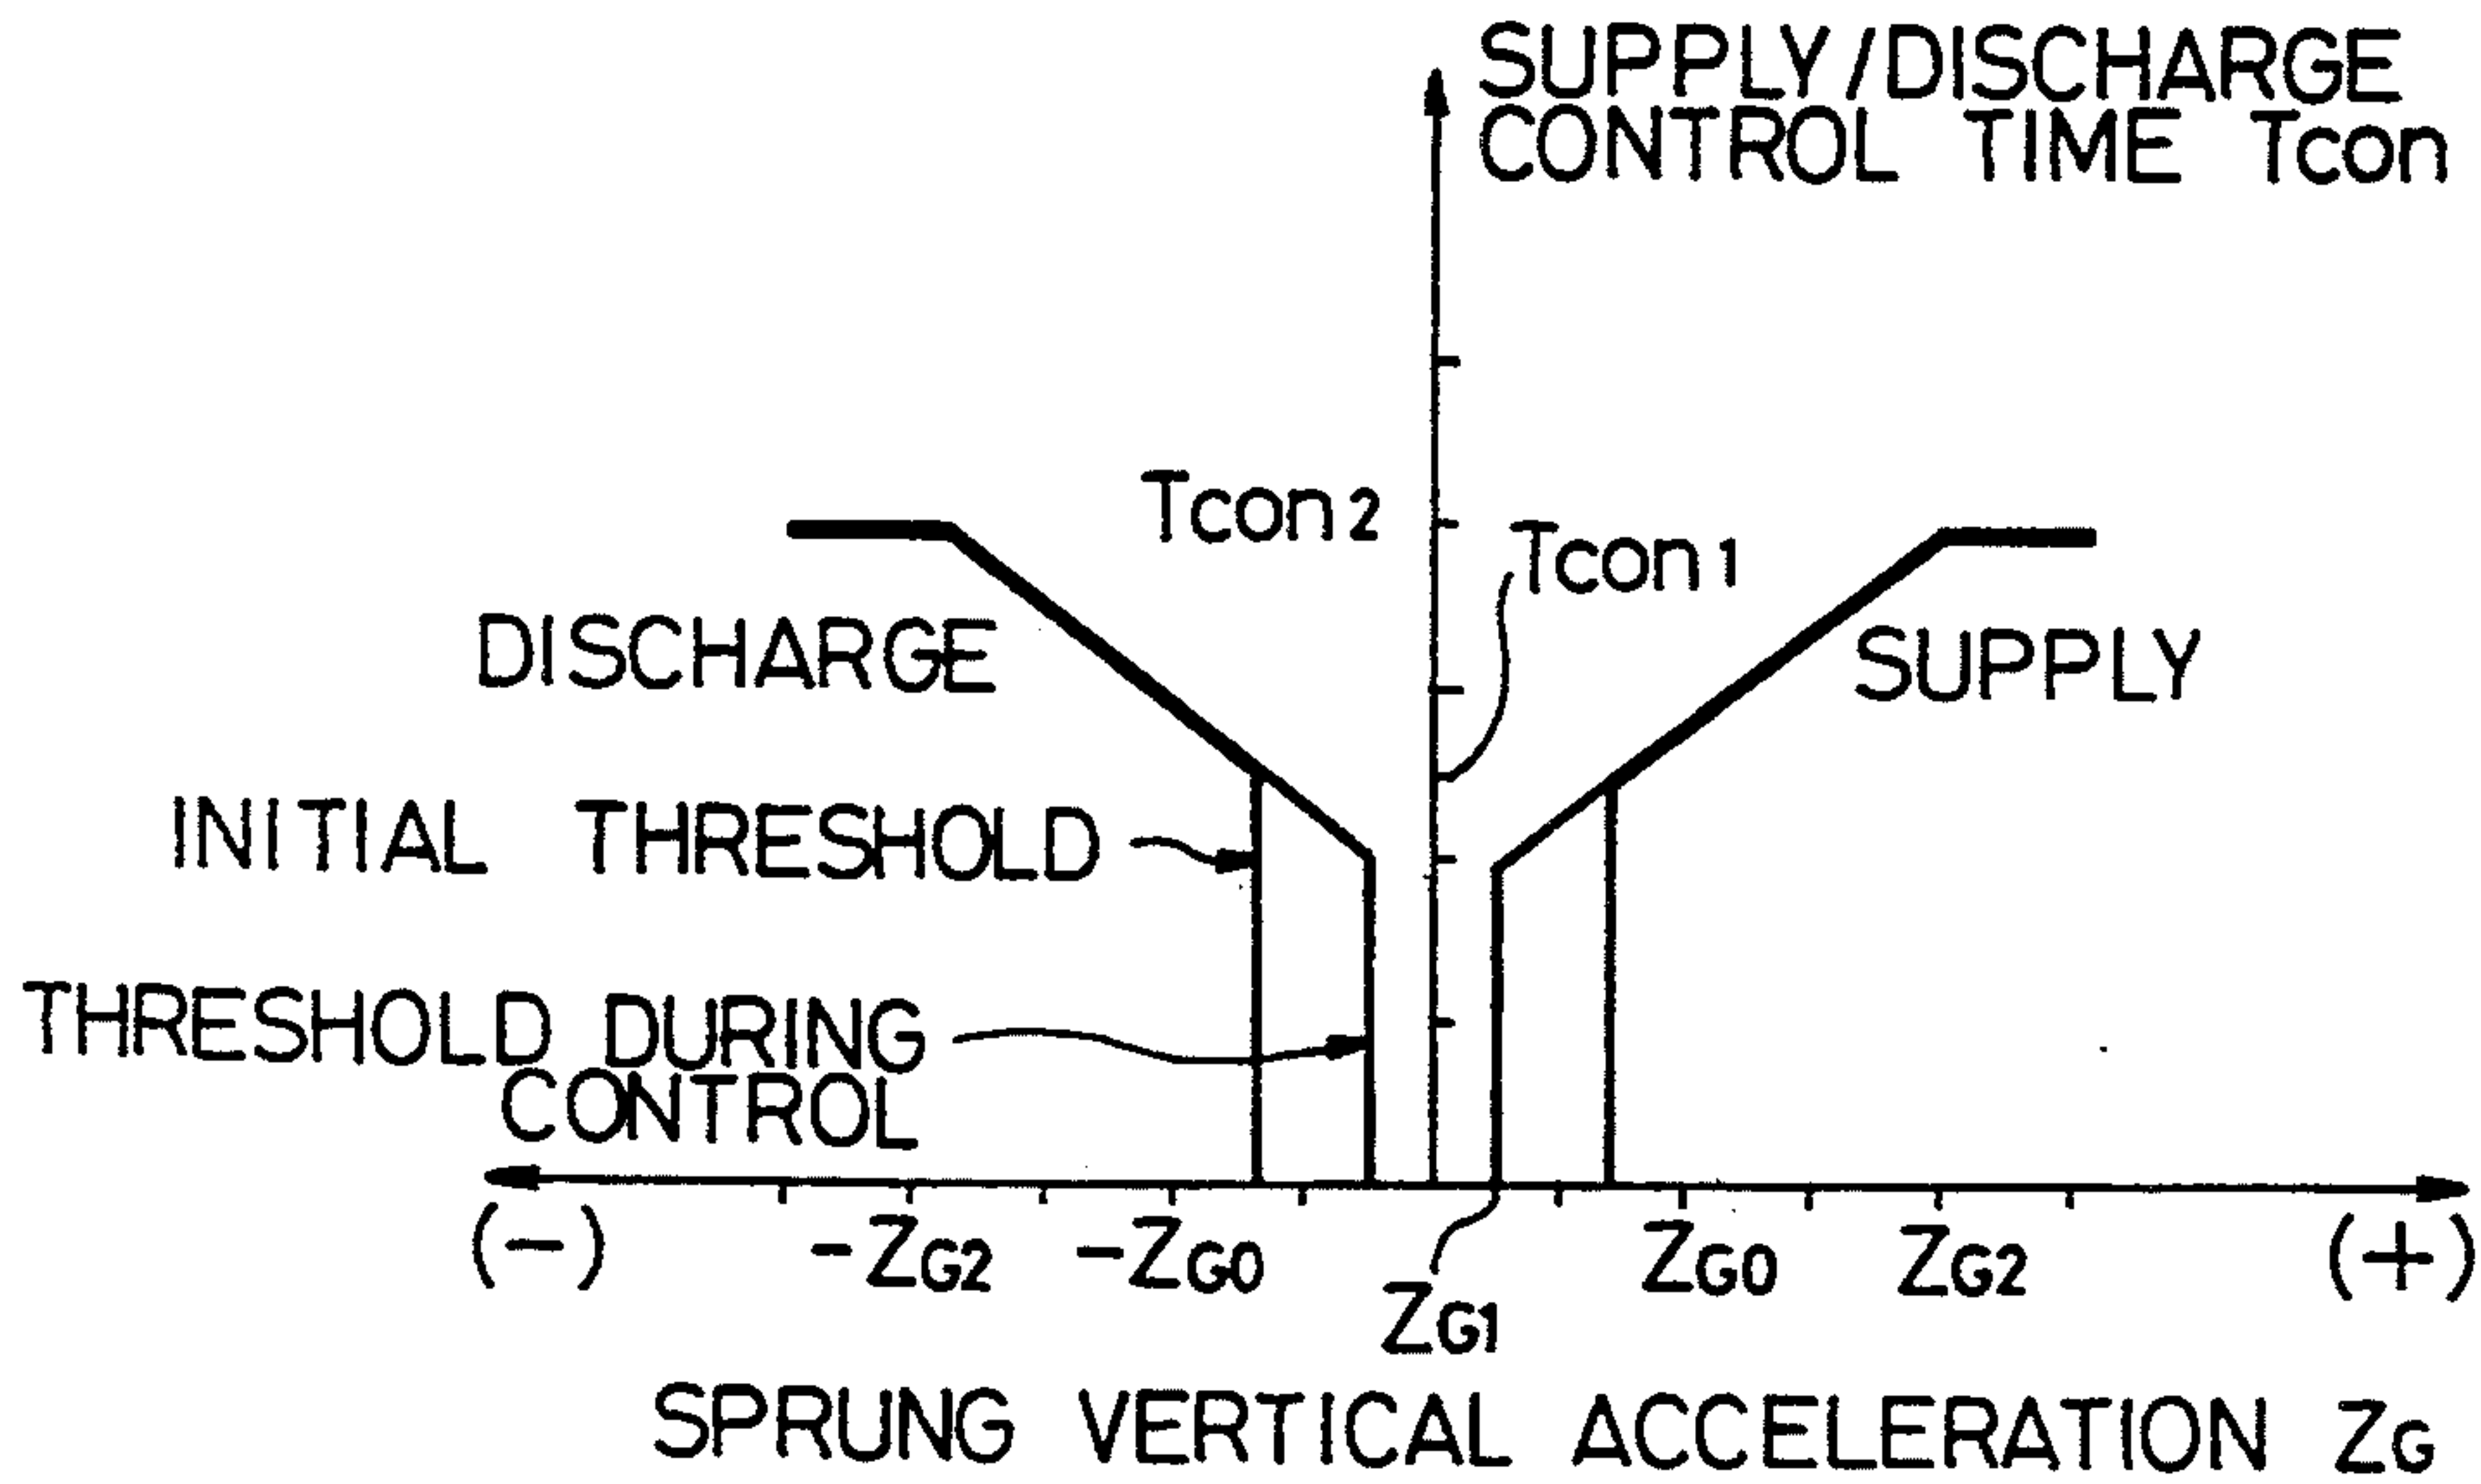 SUPPLY/DISCHARGE
CONTROL TIME Tcon
Tcon2
Tcon1
DISCHARGE
SUPPLY
INITIAL THRESHOLD
THRESHOLD DURING
CONTROL
(-)
-ZG2
-ZG0
ZG1
ZG0
ZG2
(+)
SPRUNG VERTICAL ACCELERATION ZG